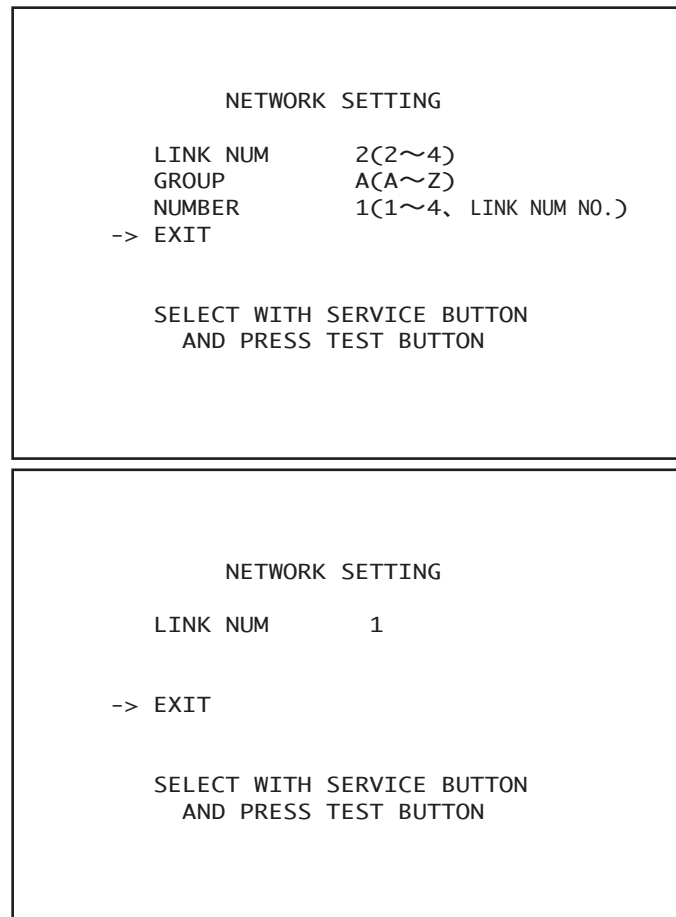 NETWORK SETTING
LINK NUM 2(2～4)
GROUP A(A～Z)
NUMBER 1(1～4、LINK NUM NO.)
-> EXIT
SELECT WITH SERVICE BUTTON
AND PRESS TEST BUTTON
NETWORK SETTING
LINK NUM 1
-> EXIT
SELECT WITH SERVICE BUTTON
AND PRESS TEST BUTTON